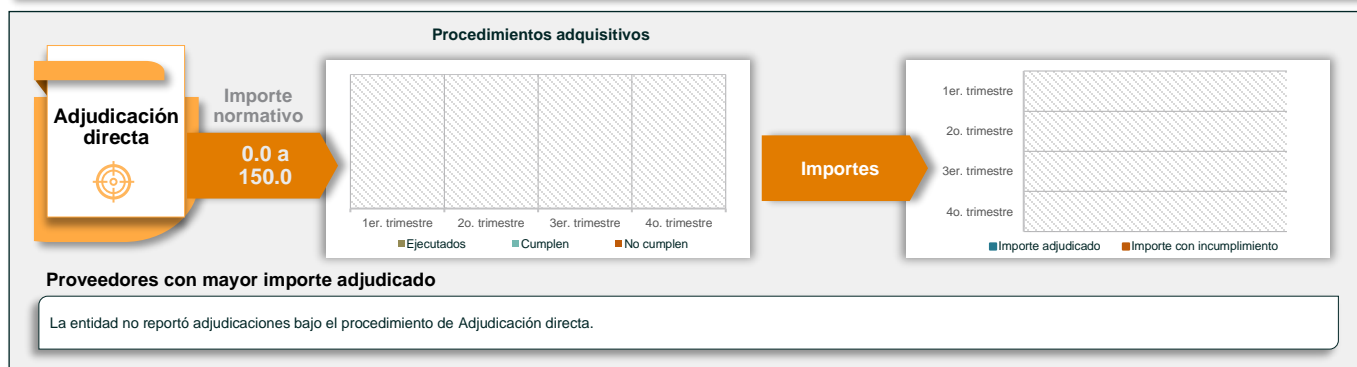 Procedimientos adquisitivos
Adjudicación
directa
Importe
normativo
0.0 a
150.0
1er. trimestre
2o. trimestre
3er. trimestre
4o. trimestre
Ejecutados
Cumplen
No cumplen
Importes
1er. trimestre
2o. trimestre
3er. trimestre
4o. trimestre
Importe adjudicado
Importe con incumplimiento
Proveedores con mayor importe adjudicado
La entidad no reportó adjudicaciones bajo el procedimiento de Adjudicación directa.